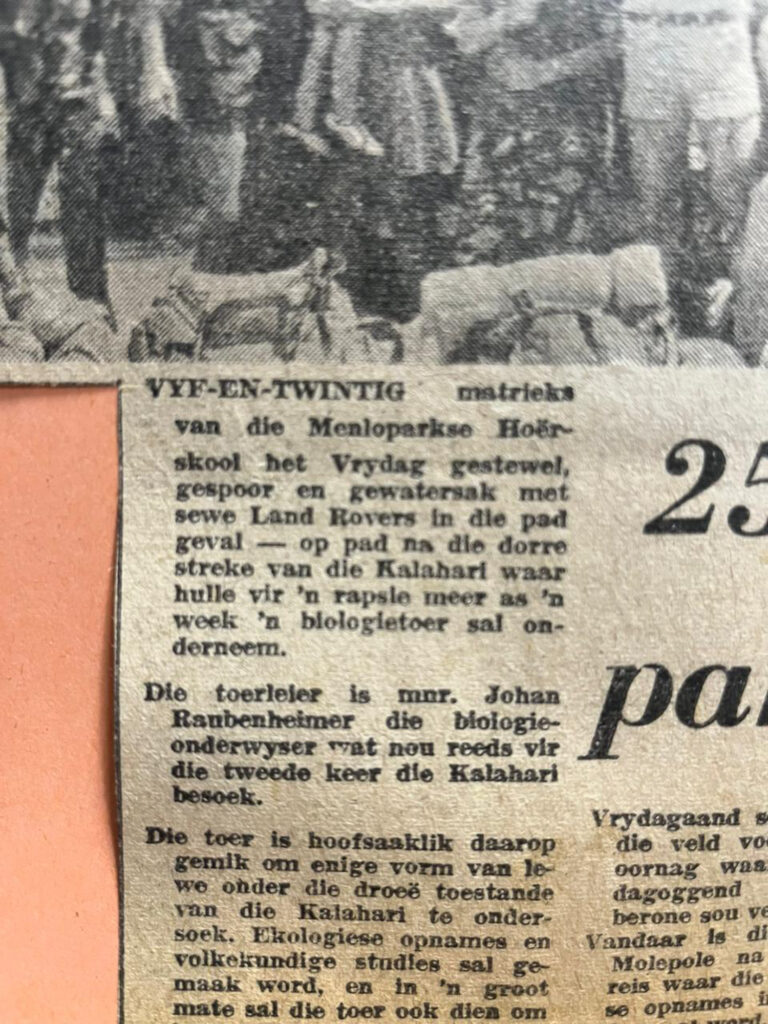 VYF-EN-TWINTIG matrieks
van die Menloparkse Hoër-
skool het Vrydag gestewel,
gespoor en gewatersak met
sewe Land Rovers in die pad
geval — op pad na die dorre
streke van die Kalahari waar
hulle vir 'n rapsie meer as 'n
week 'n biologietoer sal on-
derneem.
Die toerleier is mnr. Johan
Raubenheimer die biologie-
onderwyser wat nou reeds vir
die tweede keer die Kalahari
besoek.
Die toer is hoofsaaklik daarop
gemik om enige vorm van le-
we onder die droeë toestande
van die Kalahari te onder-
soek. Ekologiese opnames en
volkekundige studies sal ge-
maak word, en in 'n groot
mate sal die toer ook dien om
25
pa
Vrydagaand s
die veld vo
oornag waa
dagoggend
berone sou ve
Vandaar is di
Molepole na
reis waar die
se opnames i
word